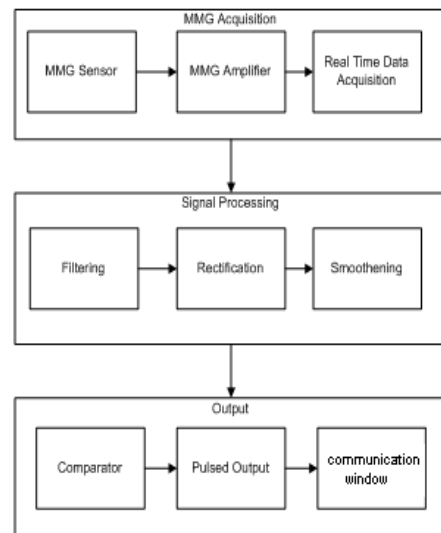 MMG Acquisition
MMG Sensor
MMG Amplifier
Real Time Data
Acquisition
Signal Processing
Filtering
Rectification
Smoothening
Output
Comparator
Pulsed Output
communication
window